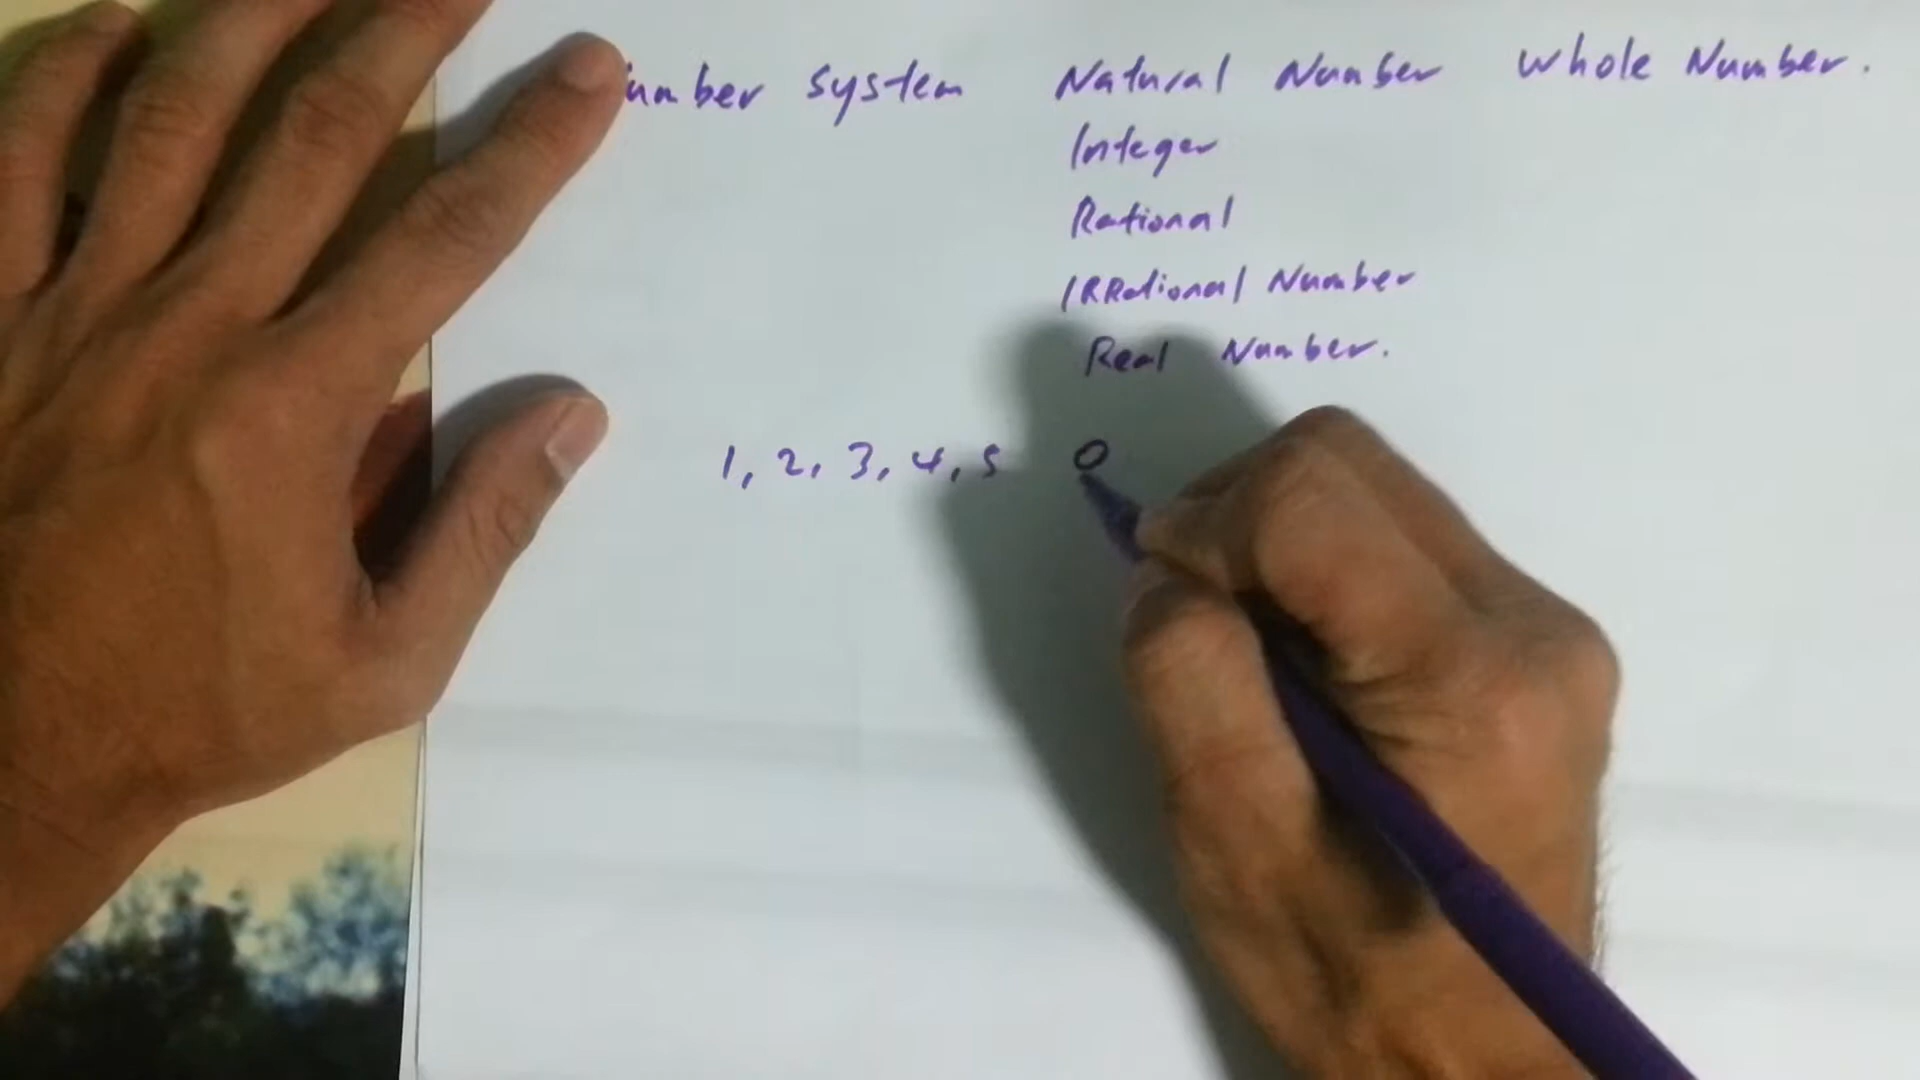 umber System Natural Number Whole Number.
Integer
Rational
IRRational Number
Real Number.
1, 2, 3, 4, 5 0